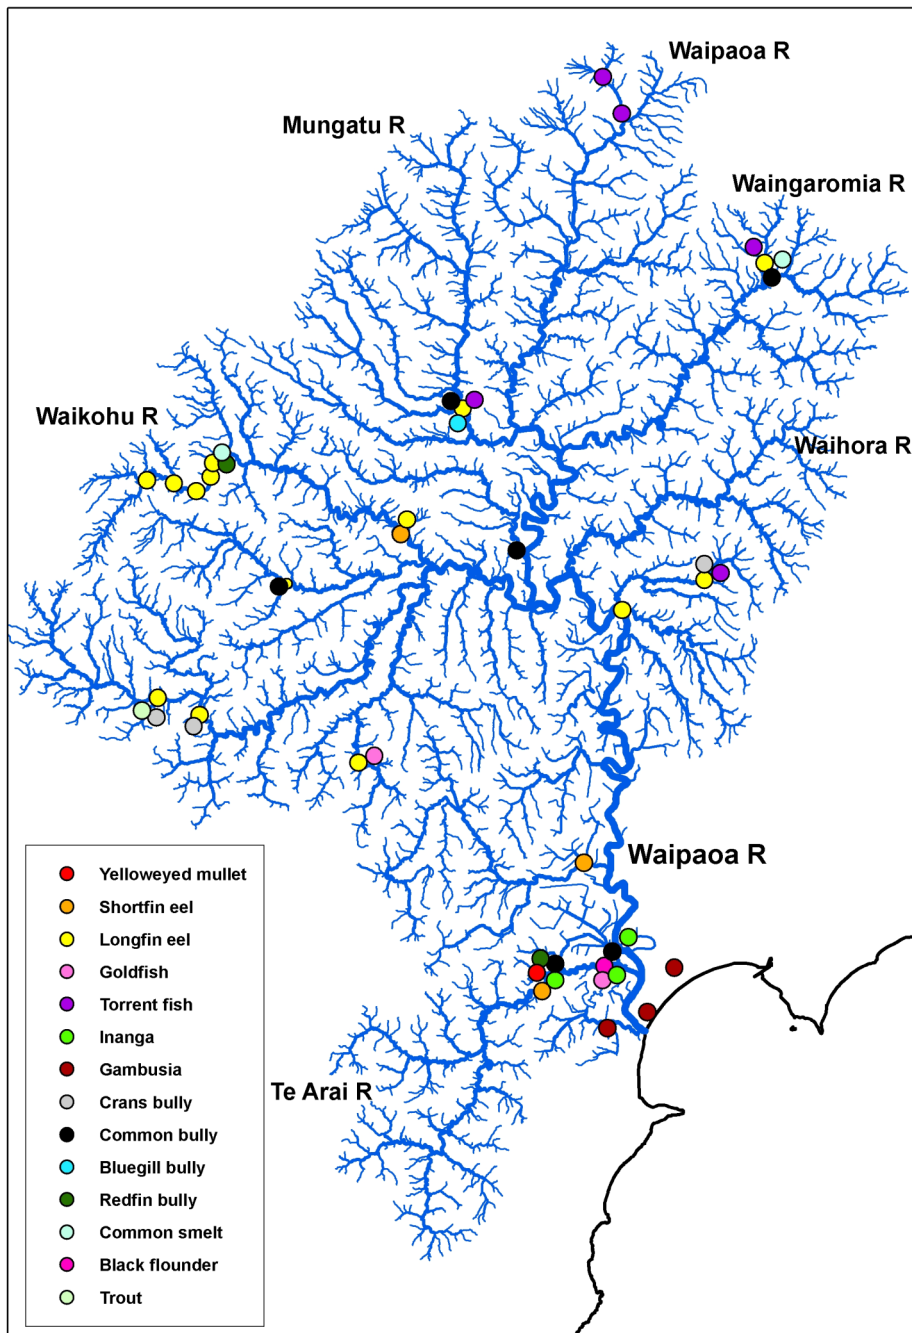 Waipaoa R
Mungatu R
Waingaromia R
Waikohu R
Waihora R
Waipaoa R
Te Arai R
Yelloweyed mullet
Shortfin eel
Longfin eel
Goldfish
Torrent fish
Inanga
Gambusia
Crans bully
Common bully
Bluegill bully
Redfin bully
Common smelt
Black flounder
Trout